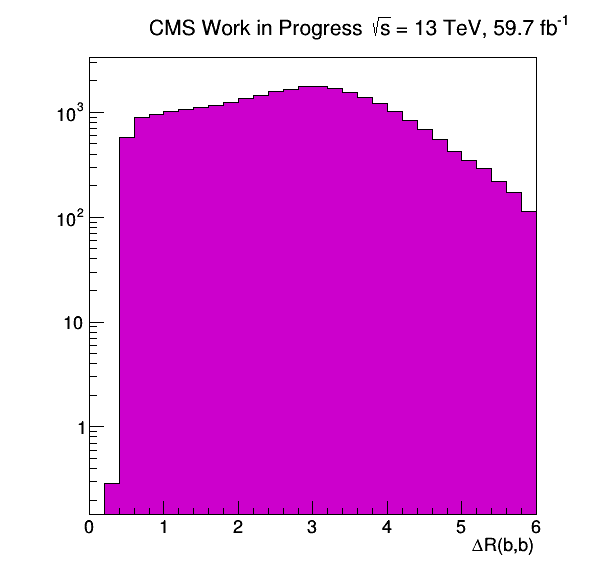 CMS Work in Progress √s = 13 TeV, 59.7 fb⁻¹
10³
10²
10
1
0 1 2 3 4 5 6
ΔR(b,b)